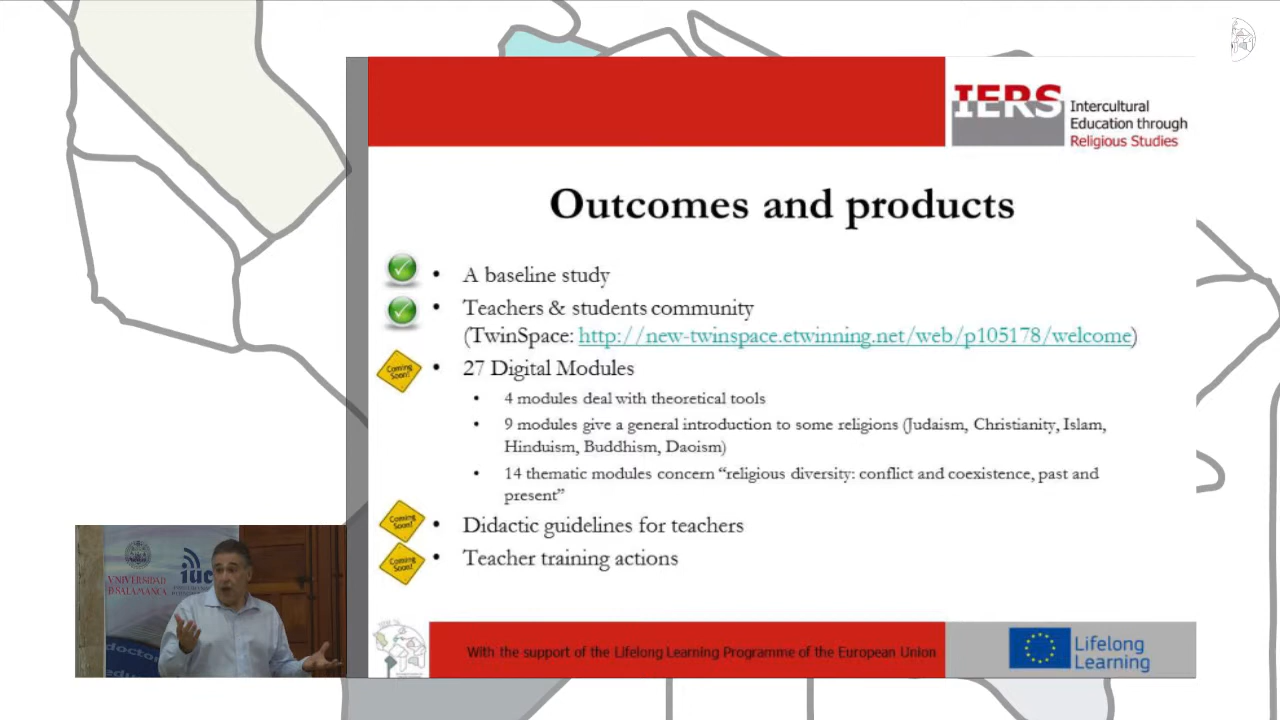 IERS
Intercultural
Education through
Religious Studies
Outcomes and products
• A baseline study
• Teachers & students community
(TwinSpace: http://new-twinspace.etwinning.net/web/p105178/welcome)
Coming Soon!
• 27 Digital Modules
• 4 modules deal with theoretical tools
• 9 modules give a general introduction to some religions (Judaism, Christianity, Islam,
Hinduism, Buddhism, Daoism)
• 14 thematic modules concern “religious diversity: conflict and coexistence, past and
present”
Coming Soon!
• Didactic guidelines for teachers
Coming Soon!
• Teacher training actions
UNIVERSIDAD
D SALAMANCA
iuc
doctor
With the support of the Lifelong Learning Programme of the European Union
Lifelong
Learning